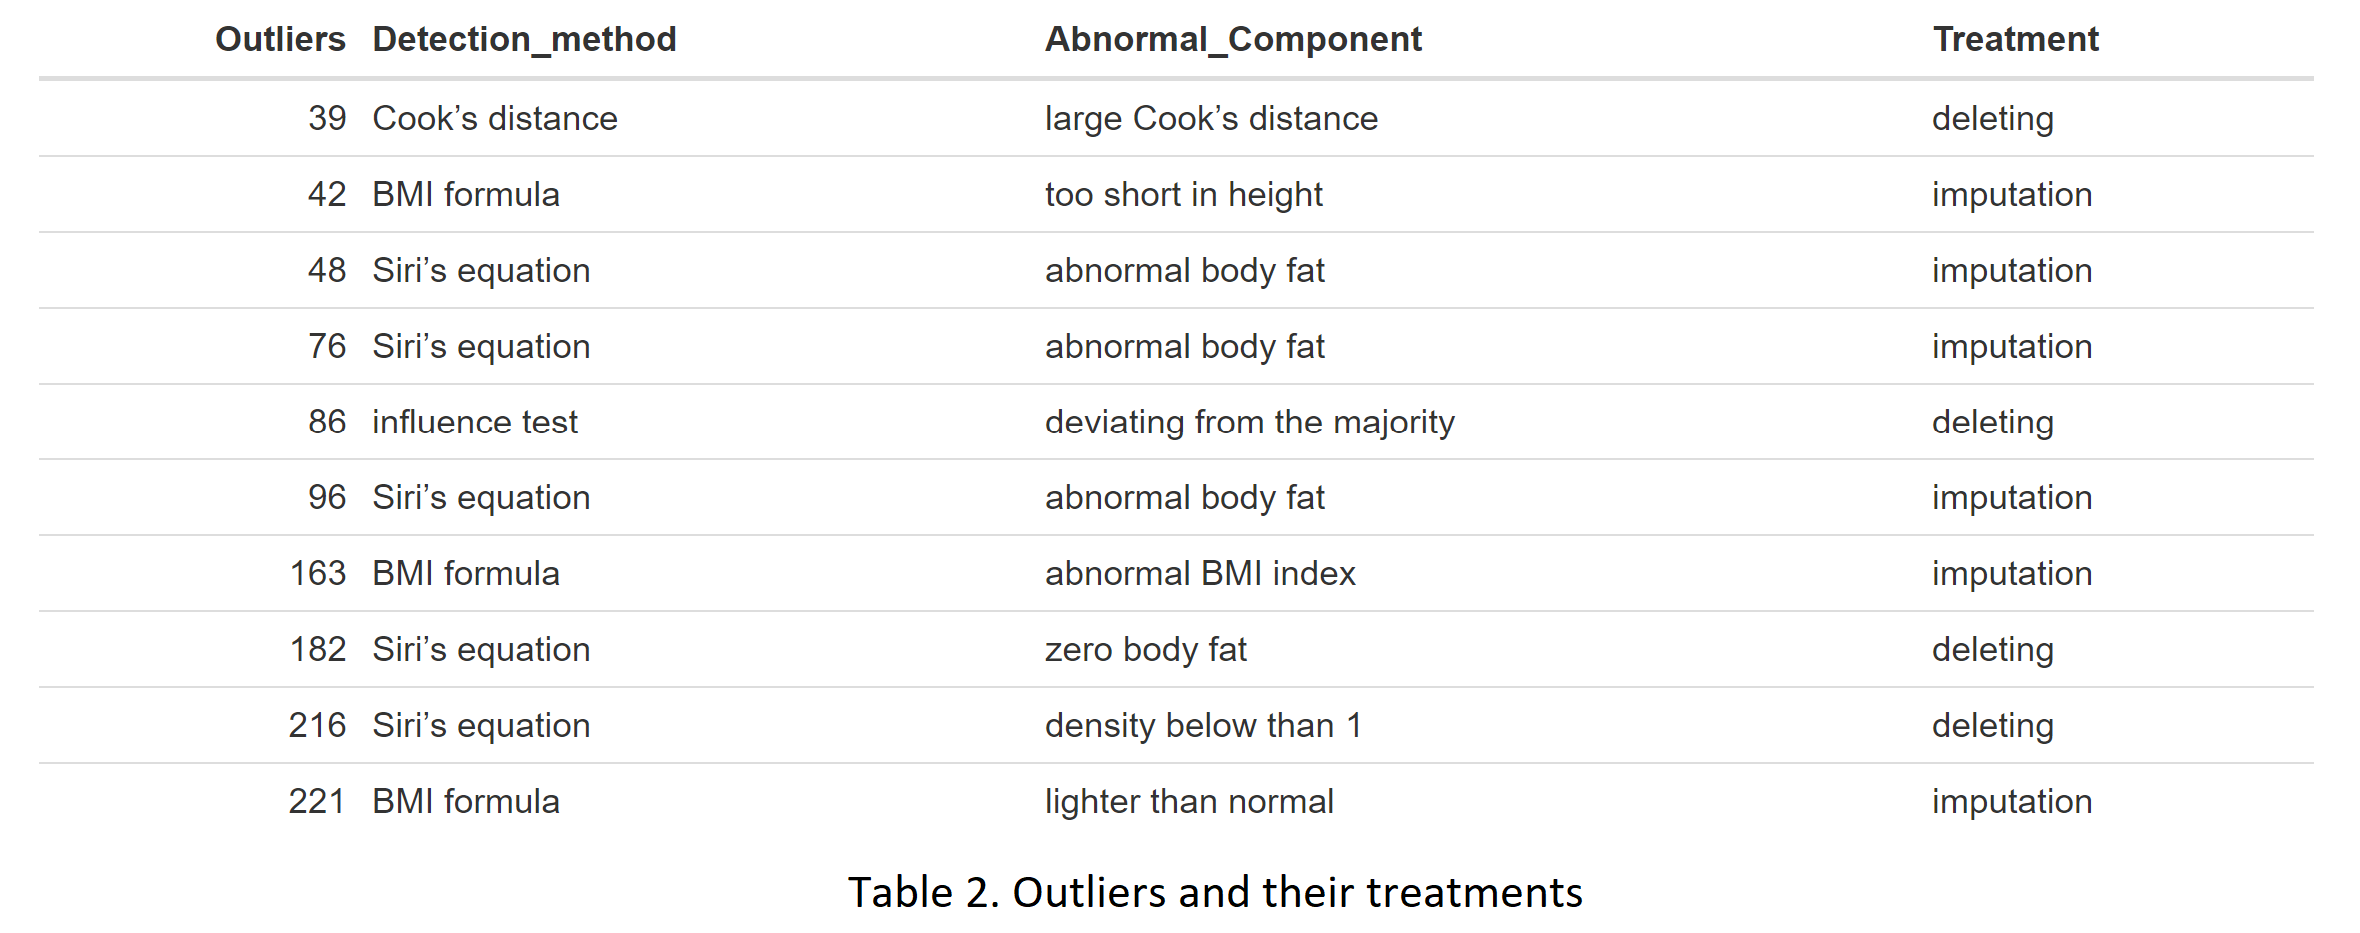 Outliers Detection_method Abnormal_Component Treatment
39 Cook’s distance large Cook’s distance deleting
42 BMI formula too short in height imputation
48 Siri’s equation abnormal body fat imputation
76 Siri’s equation abnormal body fat imputation
86 influence test deviating from the majority deleting
96 Siri’s equation abnormal body fat imputation
163 BMI formula abnormal BMI index imputation
182 Siri’s equation zero body fat deleting
216 Siri’s equation density below than 1 deleting
221 BMI formula lighter than normal imputation
Table 2. Outliers and their treatments